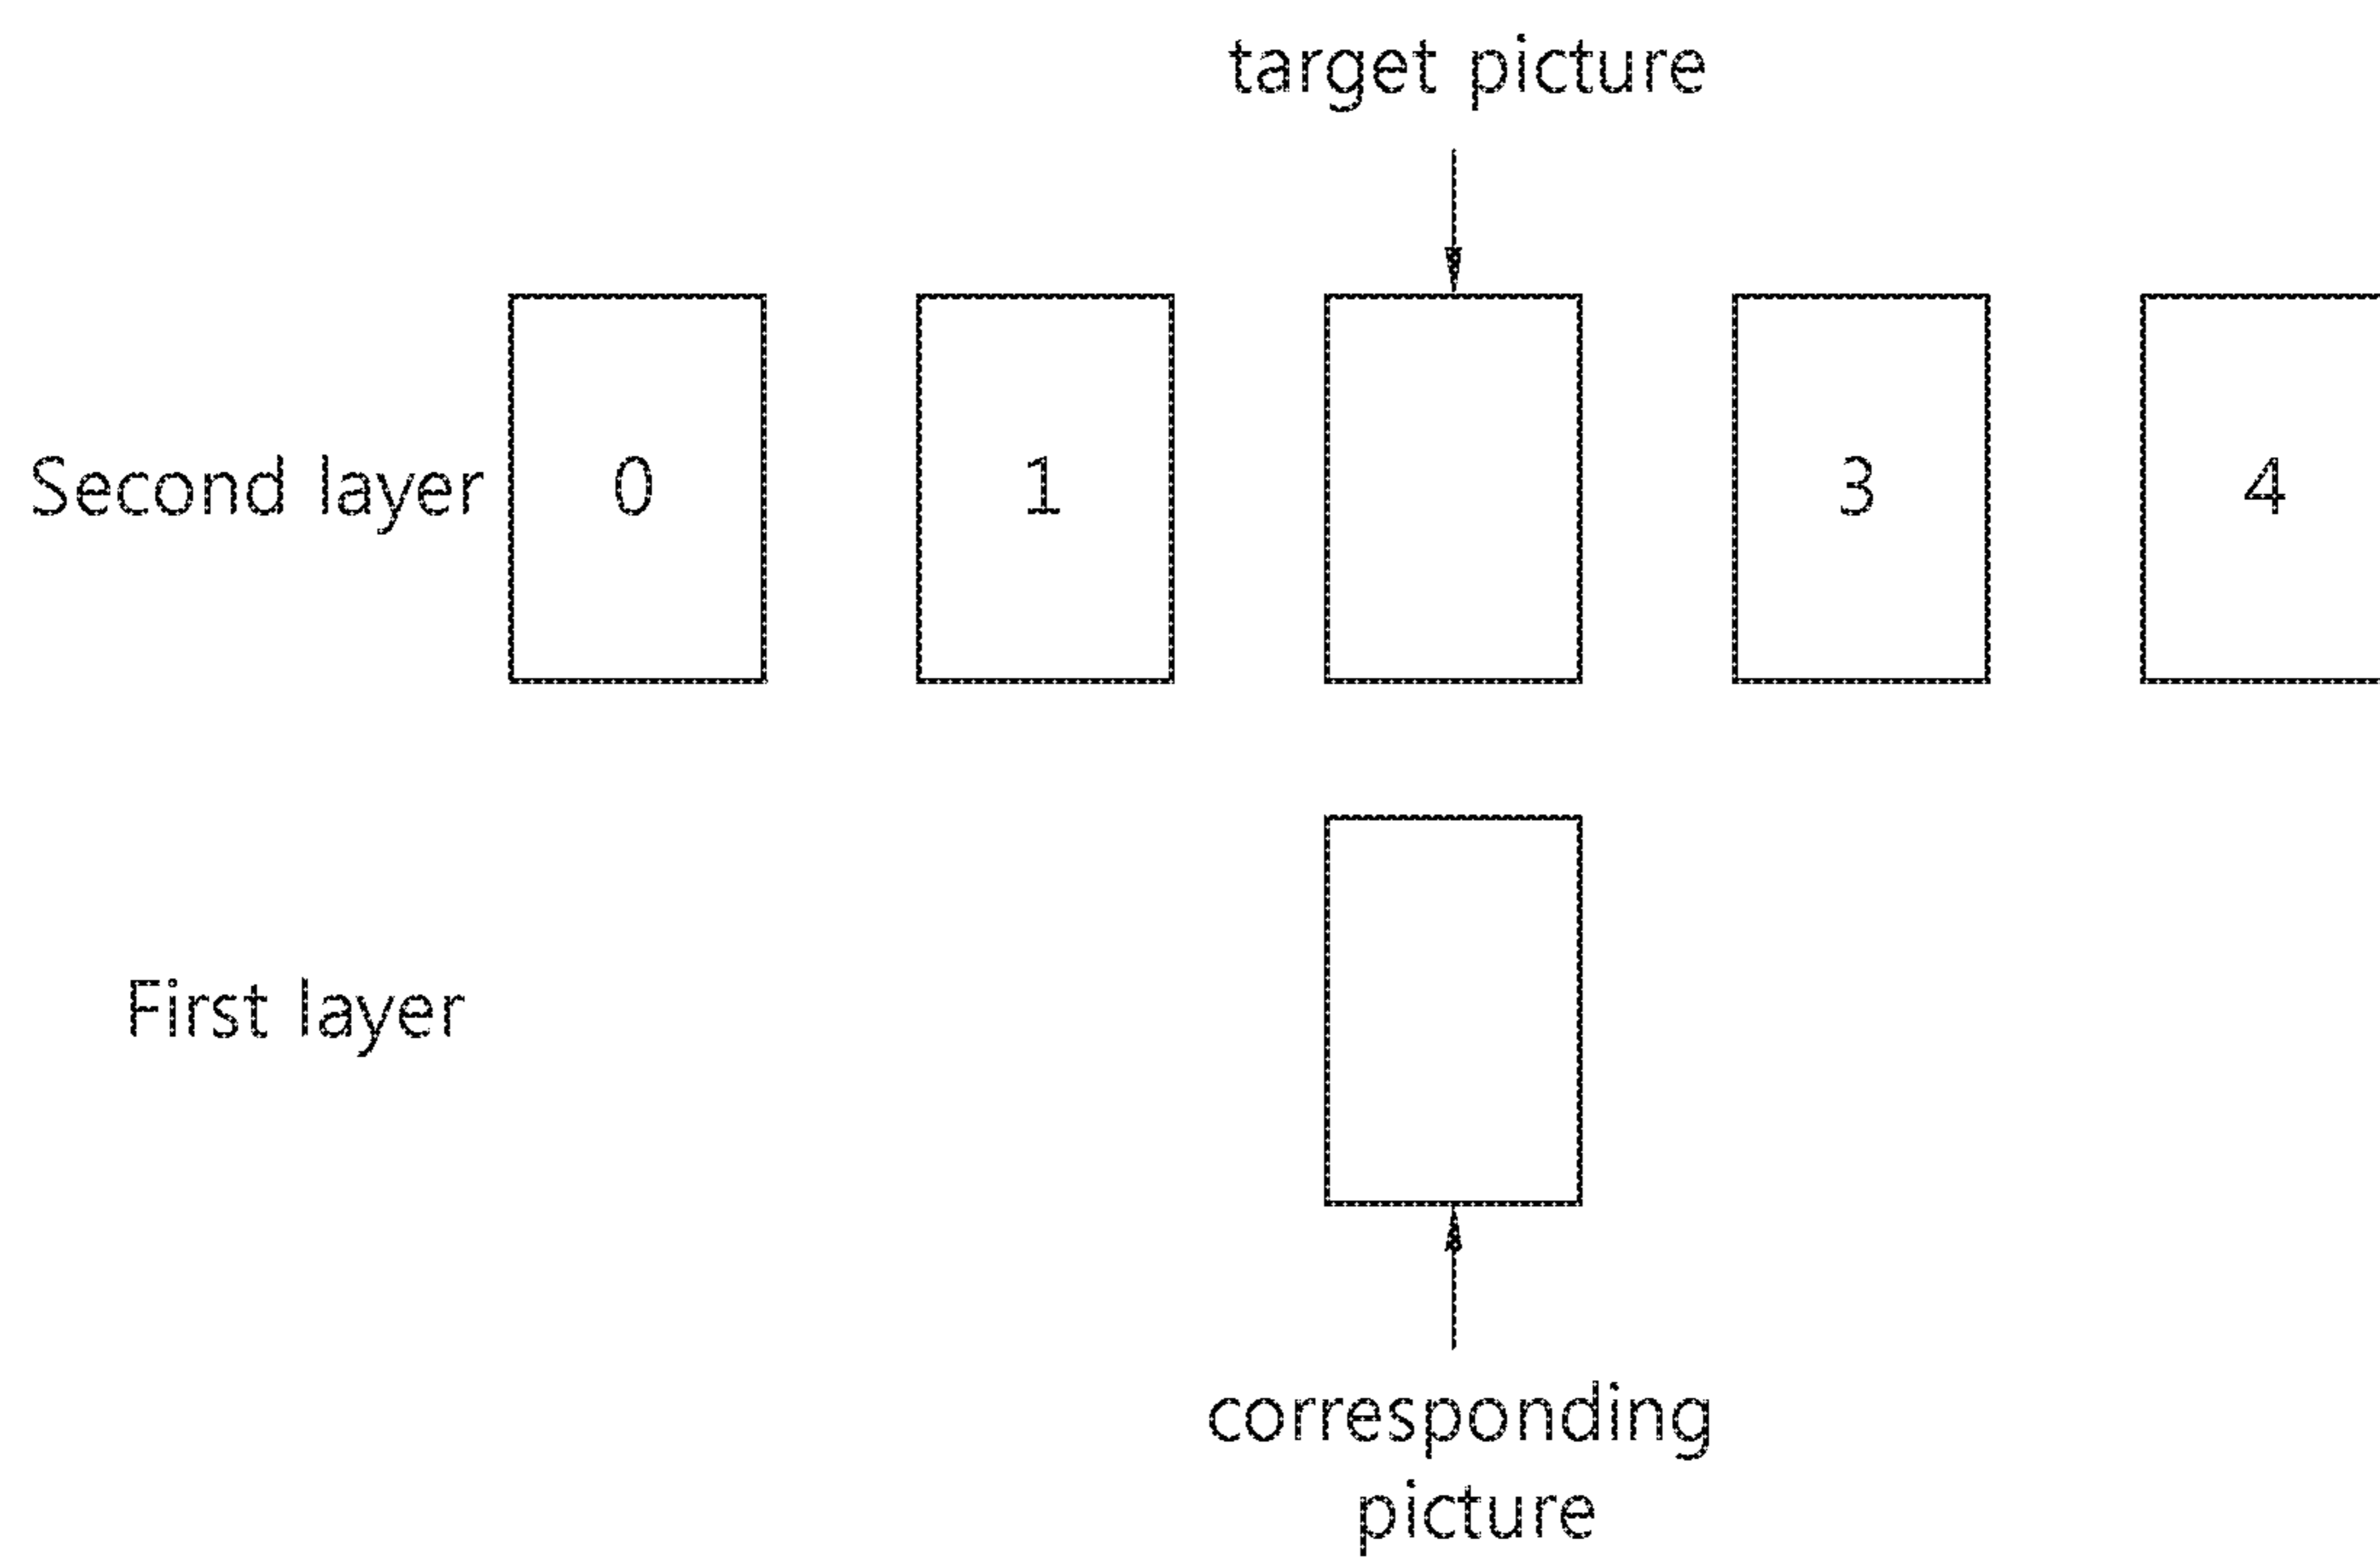 target picture
Second layer 0 1 3 4
First layer
corresponding
picture